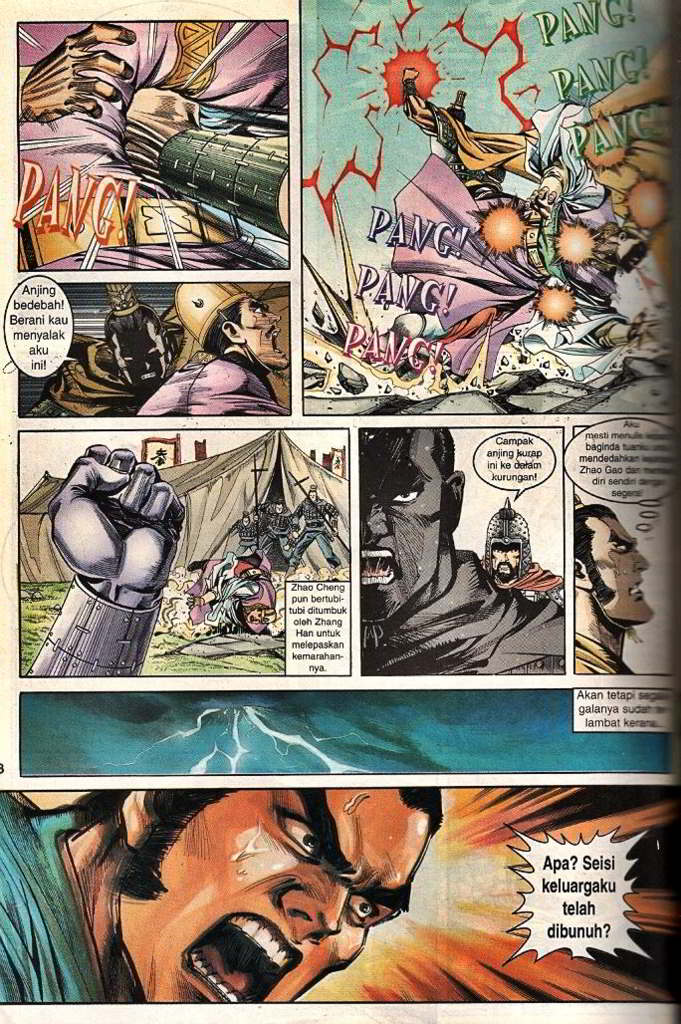 PANG!
PANG!
PANG!
PANG!
PANG!
PANG!
PANG!
Anjing
bedebah!
Berani kau
menyalak
aku
ini!
Zhao Cheng
pun bertubi-
tubi ditumbuk
oleh Zhang
Han untuk
melepaskan
kemarahan-
nya.
Campak
anjing kurap
ini ke dalam
kurungan!
Aku
mesti menulis
baginda
mendedahkan
Zhao Gao dan
diri sendiri dengan
segera!
Akan tetapi
galanya sudah
lambat kerana...
Apa? Seisi
keluargaku
telah
dibunuh?